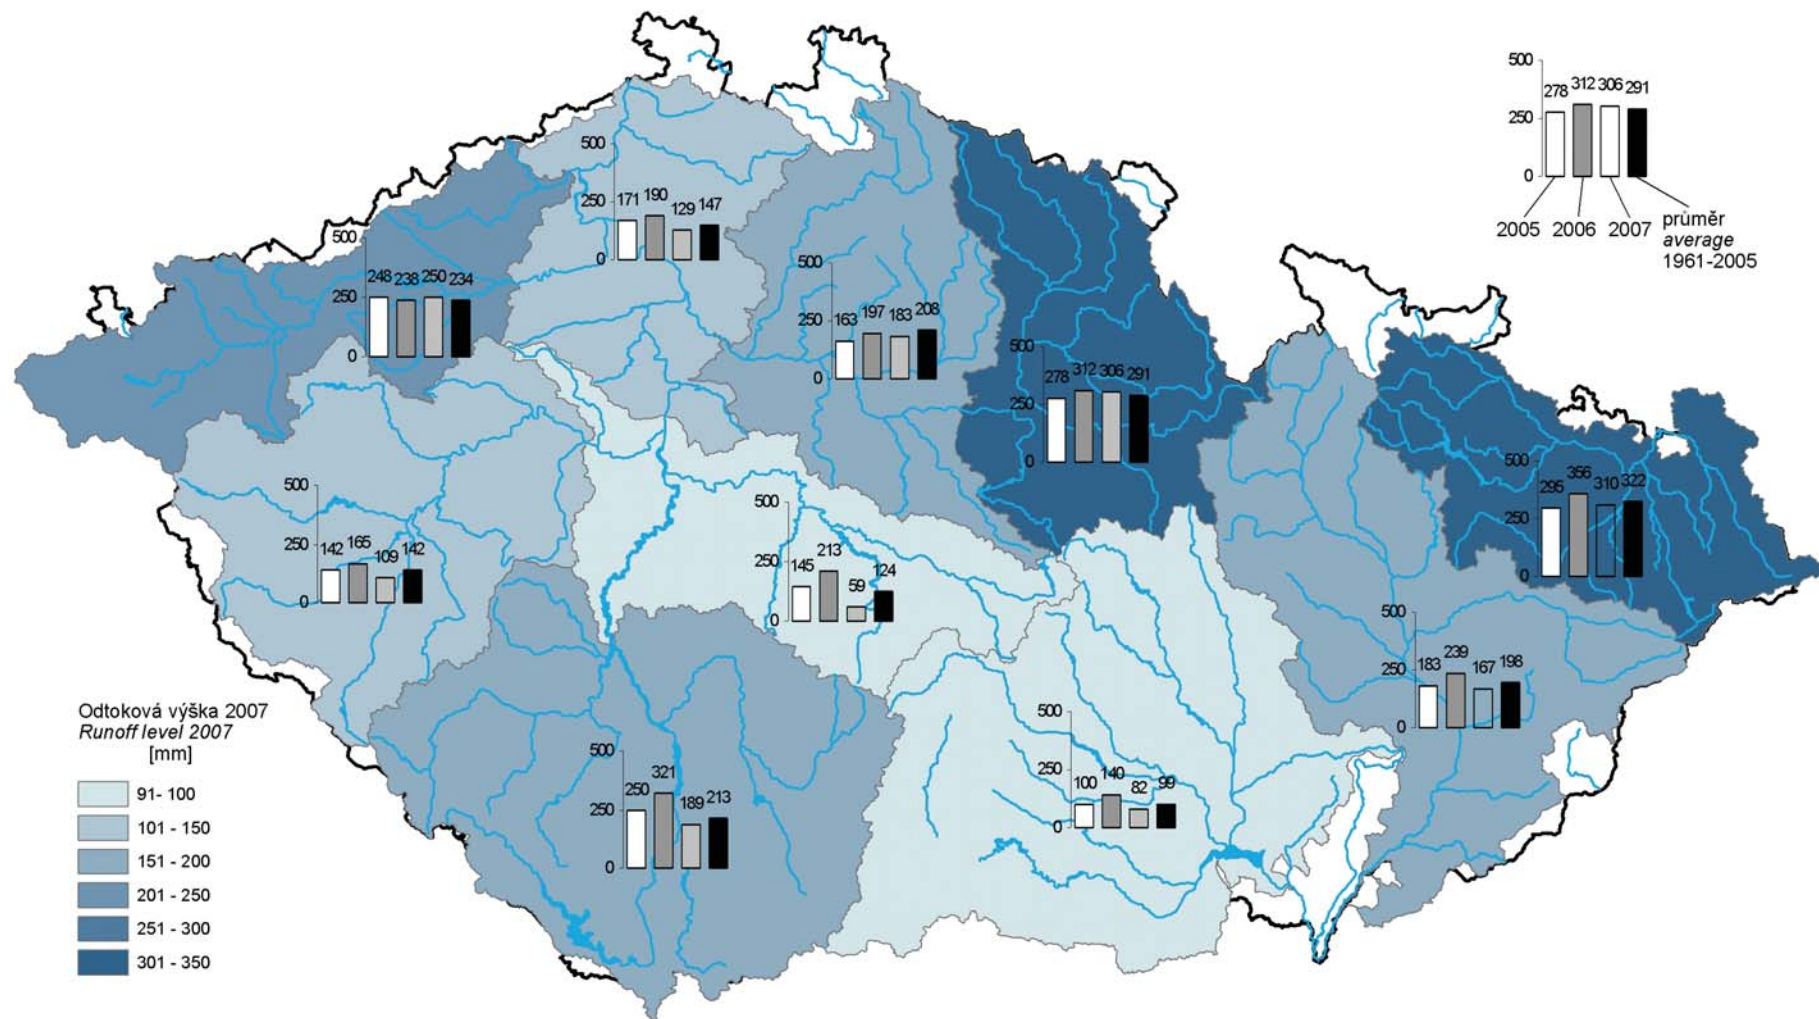 500
250
0
278 312 306 291
2005 2006 2007
průměr
average
1961-2005
500
250
0
171 190 129 147
500
250
0
248 238 250 234
500
250
0
163 197 183 208
500
250
0
278 312 306 291
500
250
0
295 356 310 322
500
250
0
142 165 109 142
500
250
0
145 213 59 124
500
250
0
183 239 167 198
500
250
0
250 321 189 213
500
250
0
100 140 82 99
Odtoková výška 2007
Runoff level 2007
[mm]
91- 100
101 - 150
151 - 200
201 - 250
251 - 300
301 - 350